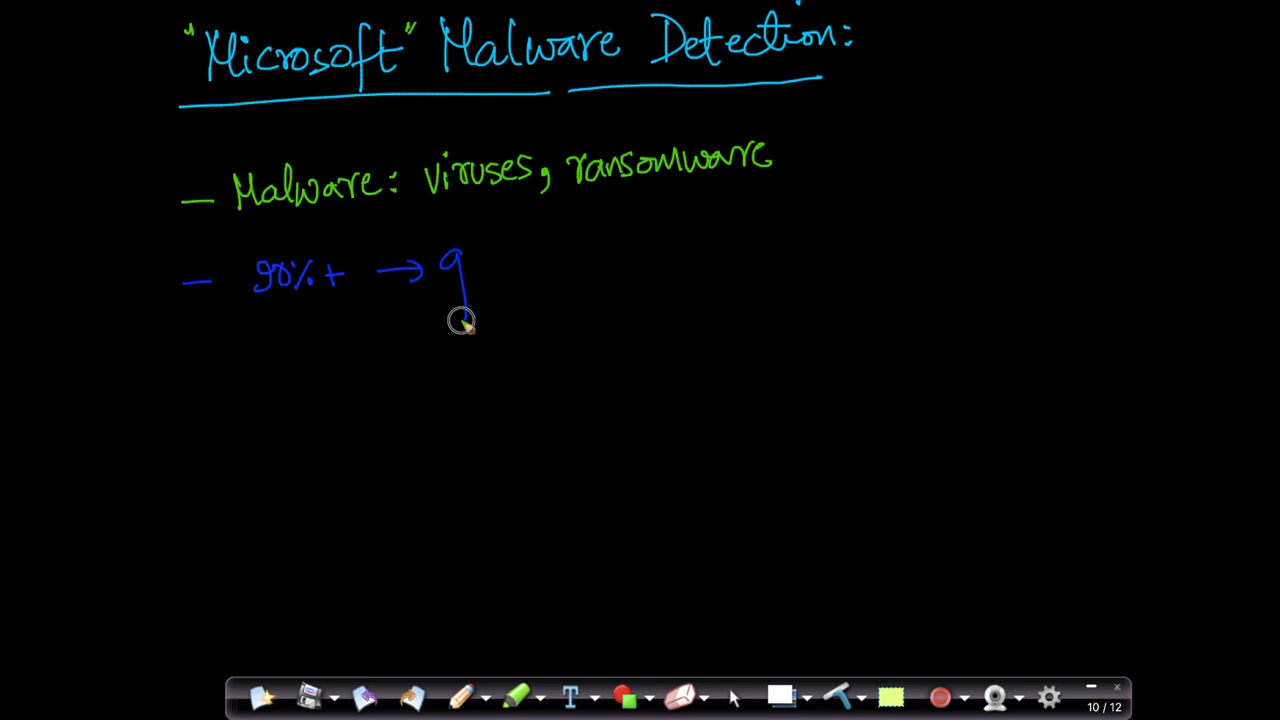 "Microsoft" Malware Detection:
— Malware: viruses, ransomware
— 90%+ → 9
10 / 12